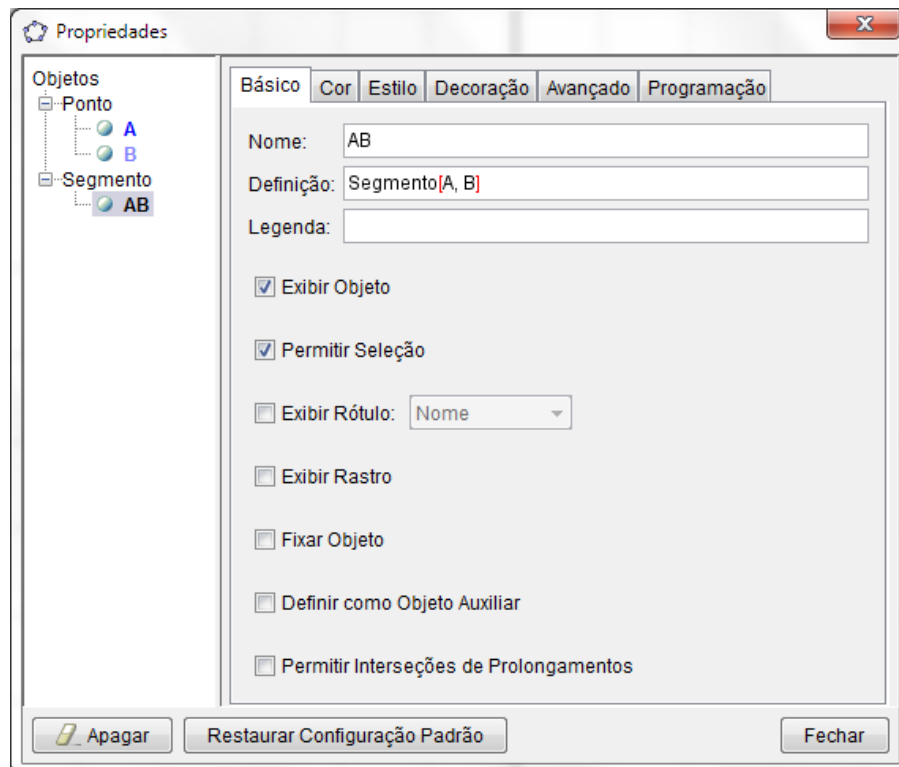 Propriedades
Objetos
Ponto
A
B
Segmento
AB
Básico Cor Estilo Decoração Avançado Programação
Nome: AB
Definição: Segmento[A, B]
Legenda:
Exibir Objeto
Permitir Seleção
Exibir Rótulo: Nome
Exibir Rastro
Fixar Objeto
Definir como Objeto Auxiliar
Permitir Interseções de Prolongamentos
Apagar Restaurar Configuração Padrão Fechar